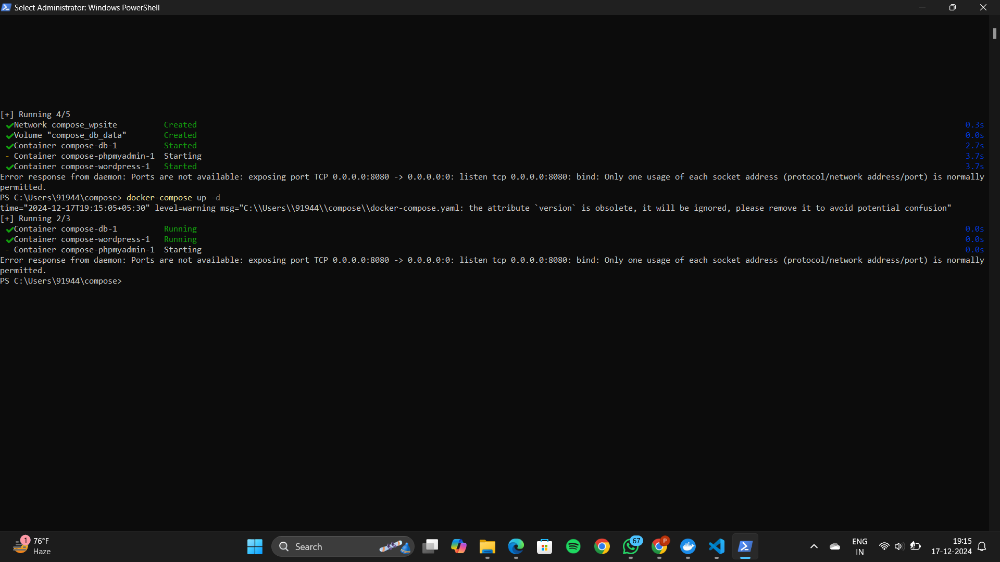 Select Administrator: Windows PowerShell
[+] Running 4/5
Network compose_wpsite Created 0.3s
Volume "compose_db_data" Created 0.0s
Container compose-db-1 Started 2.7s
- Container compose-phpmyadmin-1 Starting 3.7s
Container compose-wordpress-1 Started 3.7s
Error response from daemon: Ports are not available: exposing port TCP 0.0.0.0:8080 -> 0.0.0.0:0: listen tcp 0.0.0.0:8080: bind: Only one usage of each socket address (protocol/network address/port) is normally
permitted.
PS C:\Users\91944\compose> docker-compose up -d
time="2024-12-17T19:15:05+05:30" level=warning msg="C:\\Users\\91944\\compose\\docker-compose.yaml: the attribute `version` is obsolete, it will be ignored, please remove it to avoid potential confusion"
[+] Running 2/3
Container compose-db-1 Running 0.0s
Container compose-wordpress-1 Running 0.0s
- Container compose-phpmyadmin-1 Starting 0.0s
Error response from daemon: Ports are not available: exposing port TCP 0.0.0.0:8080 -> 0.0.0.0:0: listen tcp 0.0.0.0:8080: bind: Only one usage of each socket address (protocol/network address/port) is normally
permitted.
PS C:\Users\91944\compose>
1 76°F
Haze
Search
67
P
ENG
IN
19:15
17-12-2024